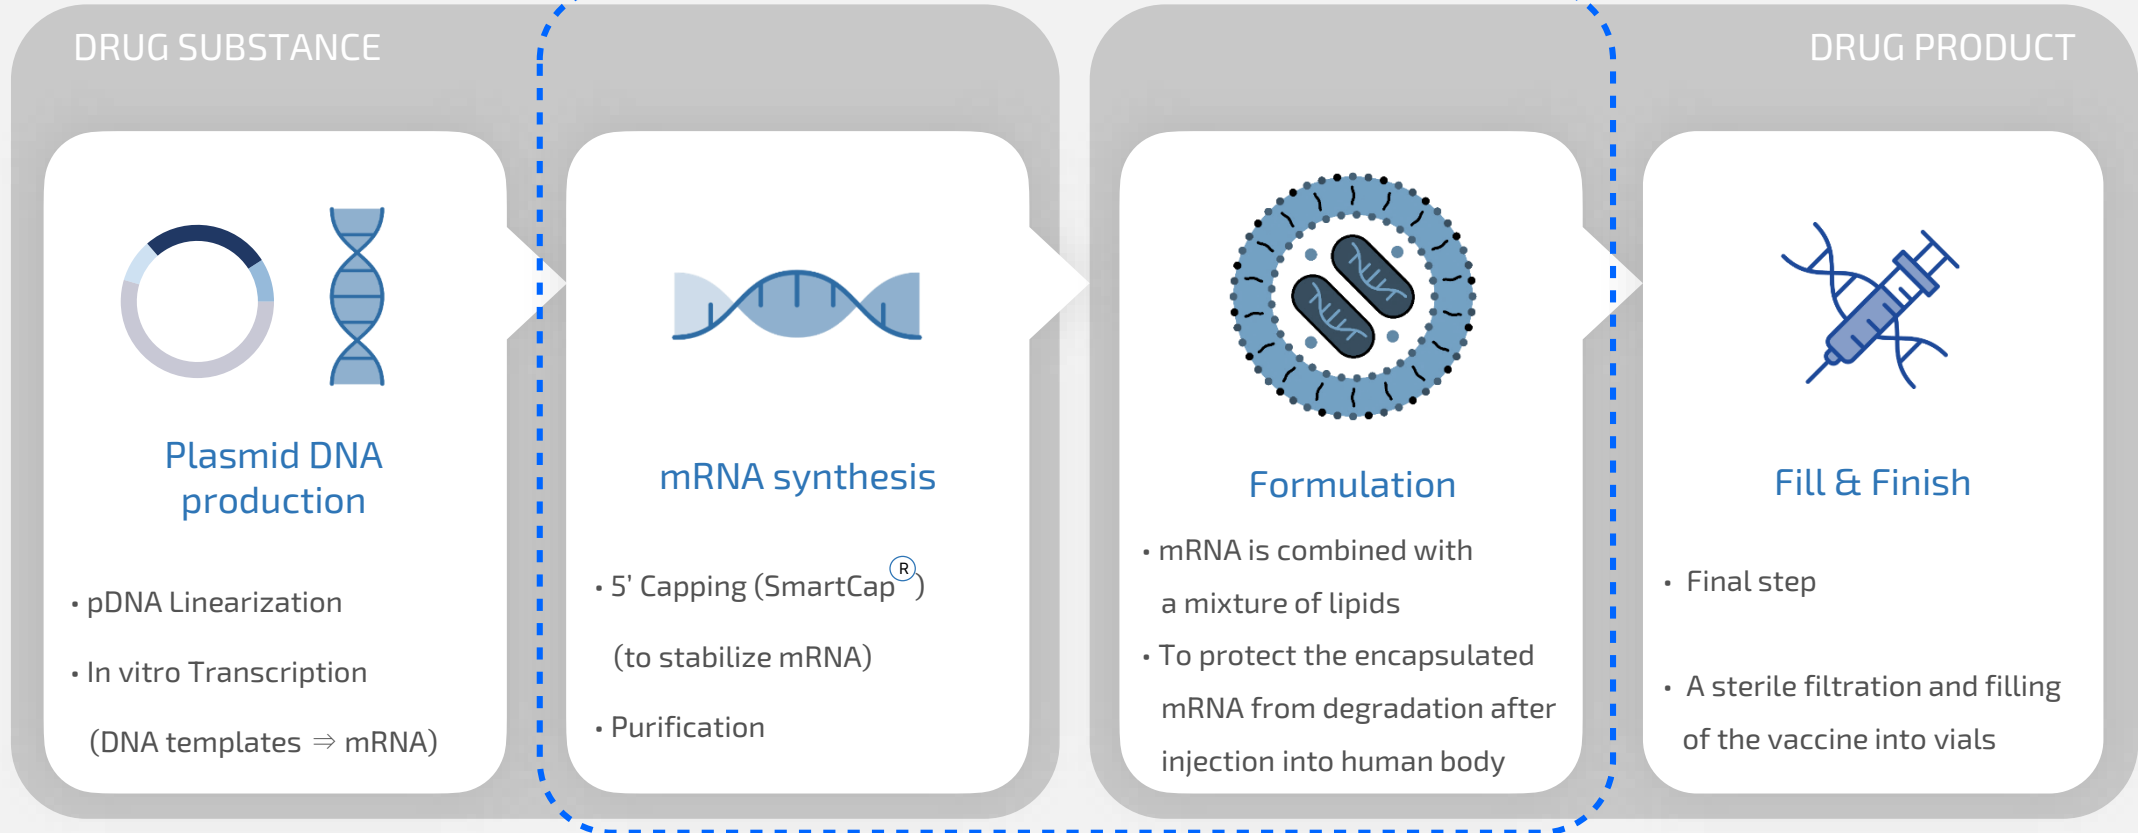 DRUG SUBSTANCE
DRUG PRODUCT
Plasmid DNA
production
• pDNA Linearization
• In vitro Transcription
(DNA templates ⇒ mRNA)
mRNA synthesis
• 5’ Capping (SmartCap®)
(to stabilize mRNA)
• Purification
Formulation
• mRNA is combined with
a mixture of lipids
• To protect the encapsulated
mRNA from degradation after
injection into human body
Fill & Finish
• Final step
• A sterile filtration and filling
of the vaccine into vials